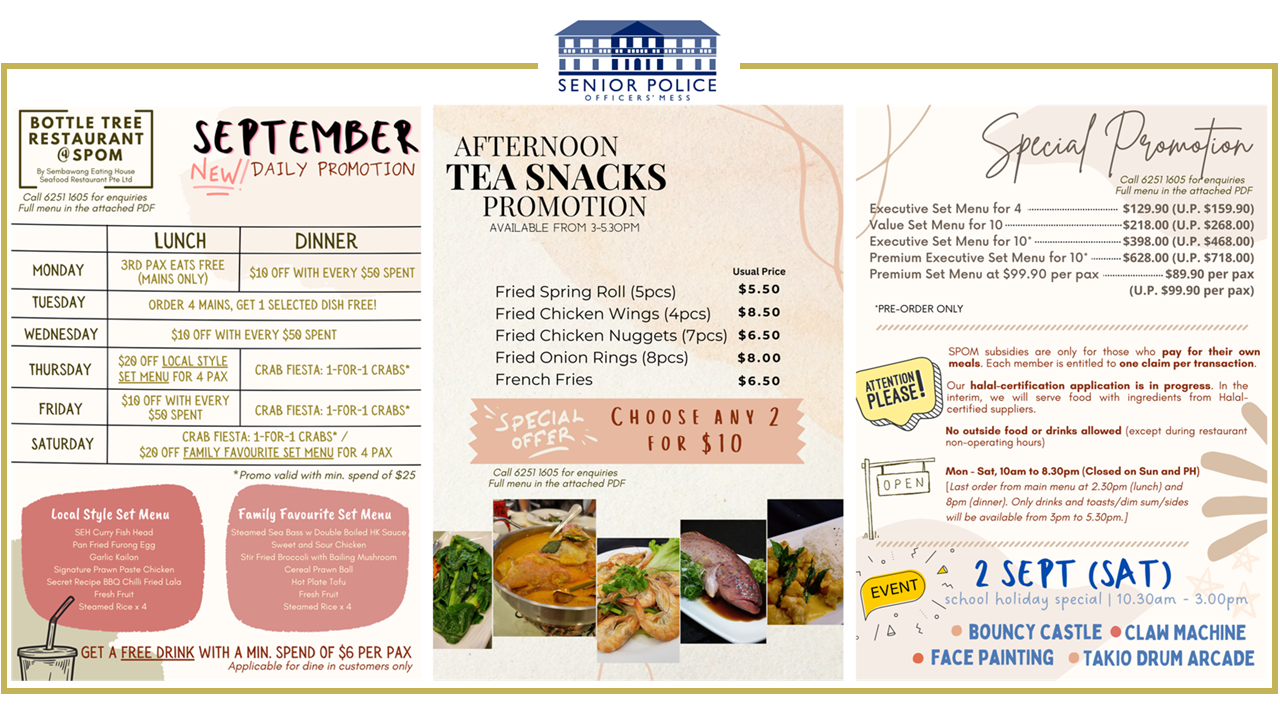 SENIOR POLICE
OFFICERS' MESS
BOTTLE TREE
RESTAURANT
@ SPOM
By Sembawang Eating House
Seafood Restaurant Pte Ltd
Call 6251 1605 for enquiries
Full menu in the attached PDF
SEPTEMBER
NEW! DAILY PROMOTION
LUNCH DINNER
MONDAY
3RD PAX EATS FREE
(MAINS ONLY)
$10 OFF WITH EVERY $50 SPENT
TUESDAY
ORDER 4 MAINS, GET 1 SELECTED DISH FREE!
WEDNESDAY
$10 OFF WITH EVERY $50 SPENT
THURSDAY
$20 OFF LOCAL STYLE
SET MENU FOR 4 PAX
CRAB FIESTA: 1-FOR-1 CRABS*
FRIDAY
$10 OFF WITH EVERY
$50 SPENT
CRAB FIESTA: 1-FOR-1 CRABS*
SATURDAY
CRAB FIESTA: 1-FOR-1 CRABS* /
$20 OFF FAMILY FAVOURITE SET MENU FOR 4 PAX
*Promo valid with min. spend of $25
Local Style Set Menu
SEH Curry Fish Head
Pan Fried Furong Egg
Garlic Kailan
Signature Prawn Paste Chicken
Secret Recipe BBQ Chilli Fried Lala
Fresh Fruit
Steamed Rice x 4
Family Favourite Set Menu
Steamed Sea Bass w Double Boiled HK Sauce
Sweet and Sour Chicken
Stir Fried Broccoli with Bailing Mushroom
Cereal Prawn Ball
Hot Plate Tofu
Fresh Fruit
Steamed Rice x 4
GET A FREE DRINK WITH A MIN. SPEND OF $6 PER PAX
Applicable for dine in customers only
AFTERNOON
TEA SNACKS
PROMOTION
AVAILABLE FROM 3-5.30PM
Usual Price
Fried Spring Roll (5pcs) $5.50
Fried Chicken Wings (4pcs) $8.50
Fried Chicken Nuggets (7pcs) $6.50
Fried Onion Rings (8pcs) $8.00
French Fries $6.50
SPECIAL
OFFER
CHOOSE ANY 2
FOR $10
Call 6251 1605 for enquiries
Full menu in the attached PDF
Special Promotion
Call 6251 1605 for enquiries
Full menu in the attached PDF
Executive Set Menu for 4 $129.90 (U.P. $159.90)
Value Set Menu for 10 $218.00 (U.P. $268.00)
Executive Set Menu for 10* $398.00 (U.P. $468.00)
Premium Executive Set Menu for 10* $628.00 (U.P. $718.00)
Premium Set Menu at $99.90 per pax $89.90 per pax
(U.P. $99.90 per pax)
*PRE-ORDER ONLY
ATTENTION
PLEASE!
SPOM subsidies are only for those who pay for their own
meals. Each member is entitled to one claim per transaction.
Our halal-certification application is in progress. In the
interim, we will serve food with ingredients from Halal-
certified suppliers.
No outside food or drinks allowed (except during restaurant
non-operating hours)
OPEN
Mon - Sat, 10am to 8.30pm (Closed on Sun and PH)
[Last order from main menu at 2.30pm (lunch) and
8pm (dinner). Only drinks and toasts/dim sum/sides
will be available from 3pm to 5.30pm.]
EVENT
2 SEPT (SAT)
school holiday special | 10.30am - 3.00pm
BOUNCY CASTLE CLAW MACHINE
FACE PAINTING TAKIO DRUM ARCADE